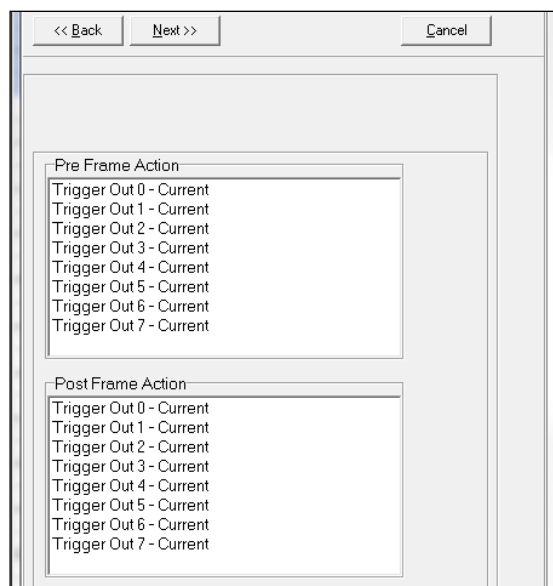 << Back Next >> Cancel
Pre Frame Action
Trigger Out 0 - Current
Trigger Out 1 - Current
Trigger Out 2 - Current
Trigger Out 3 - Current
Trigger Out 4 - Current
Trigger Out 5 - Current
Trigger Out 6 - Current
Trigger Out 7 - Current
Post Frame Action
Trigger Out 0 - Current
Trigger Out 1 - Current
Trigger Out 2 - Current
Trigger Out 3 - Current
Trigger Out 4 - Current
Trigger Out 5 - Current
Trigger Out 6 - Current
Trigger Out 7 - Current